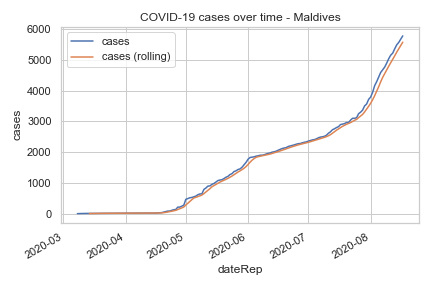 COVID-19 cases over time - Maldives
cases
cases (rolling)
6000
5000
4000
3000
2000
1000
0
cases
2020-03
2020-04
2020-05
2020-06
2020-07
2020-08
dateRep